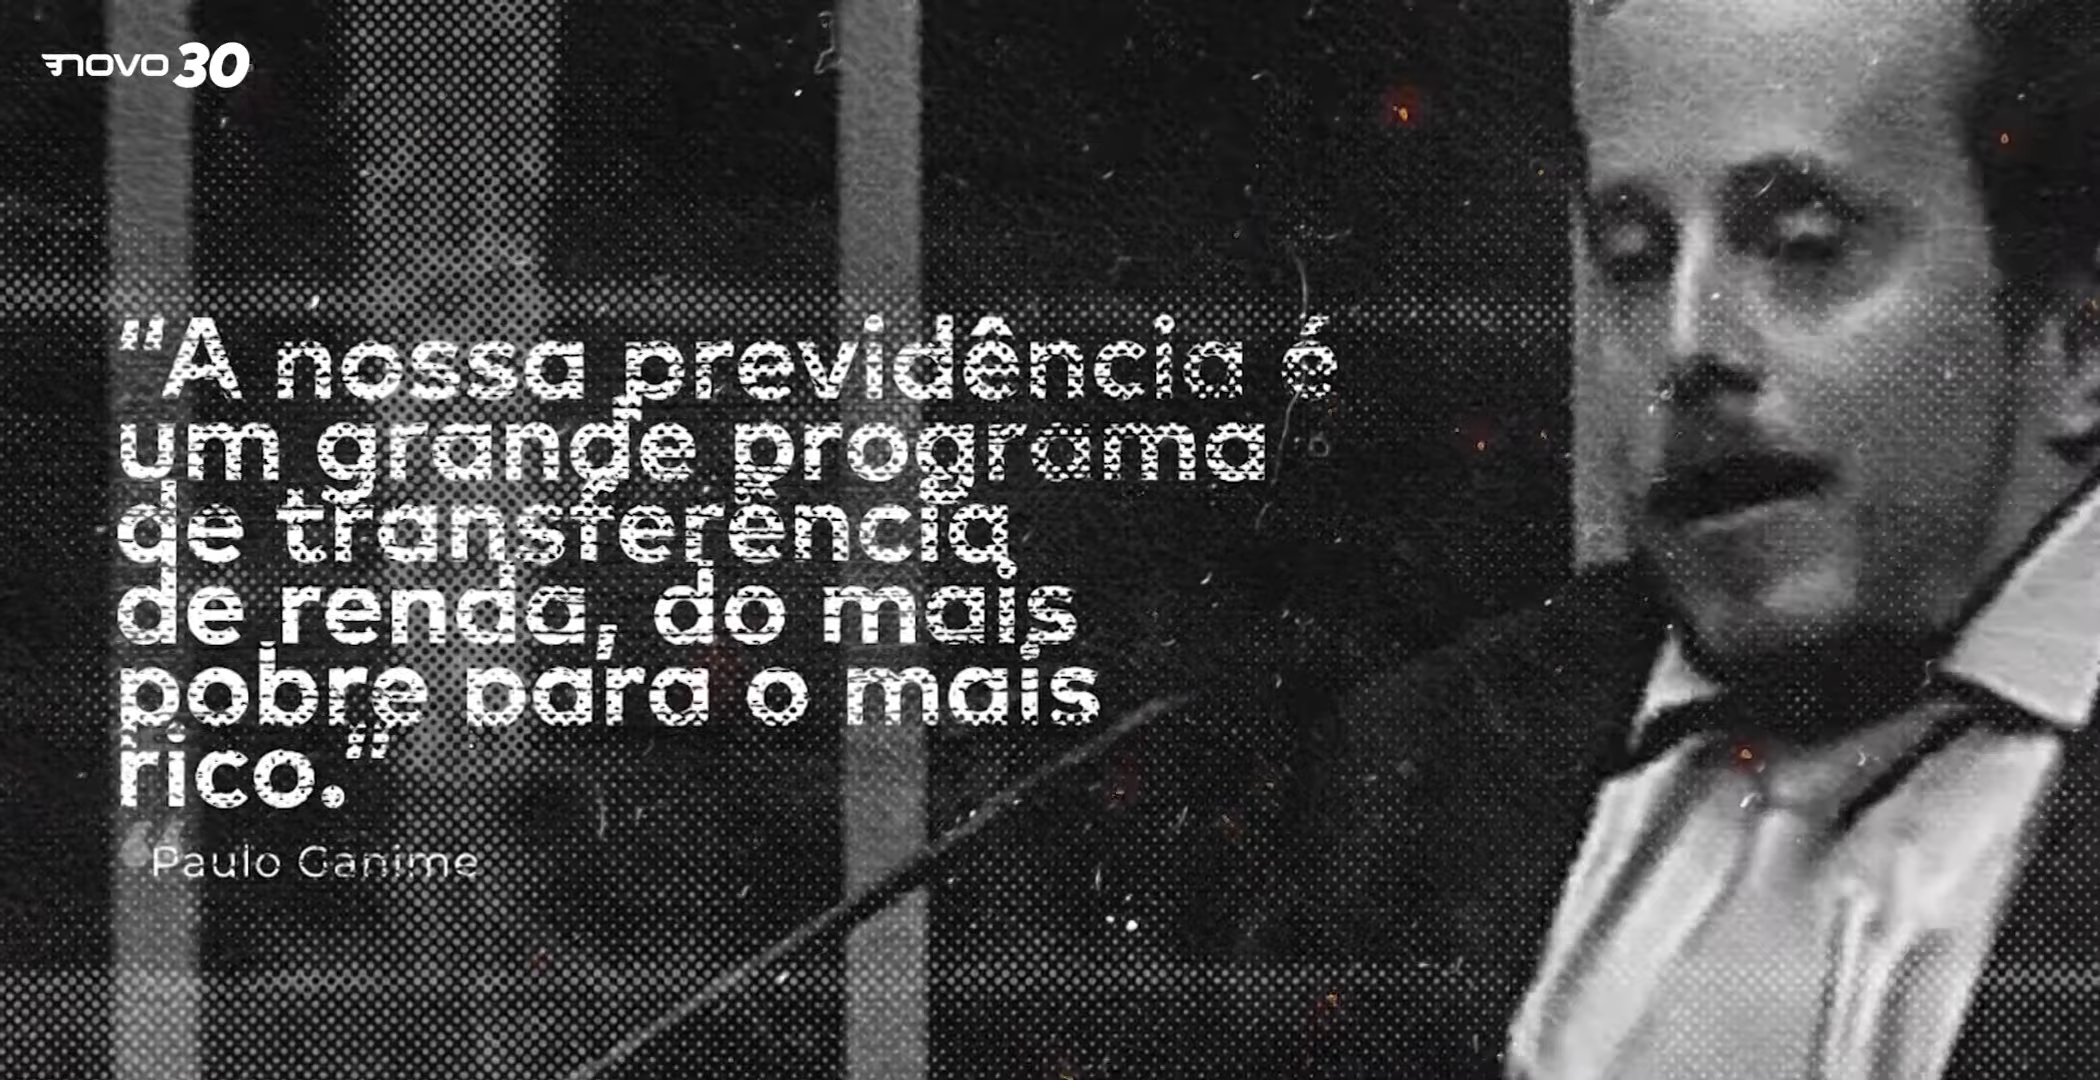 novo 30
"A nossa previdência é
um grande programa
de transferência
de renda, do mais
pobre para o mais
rico."
Paulo Ganime